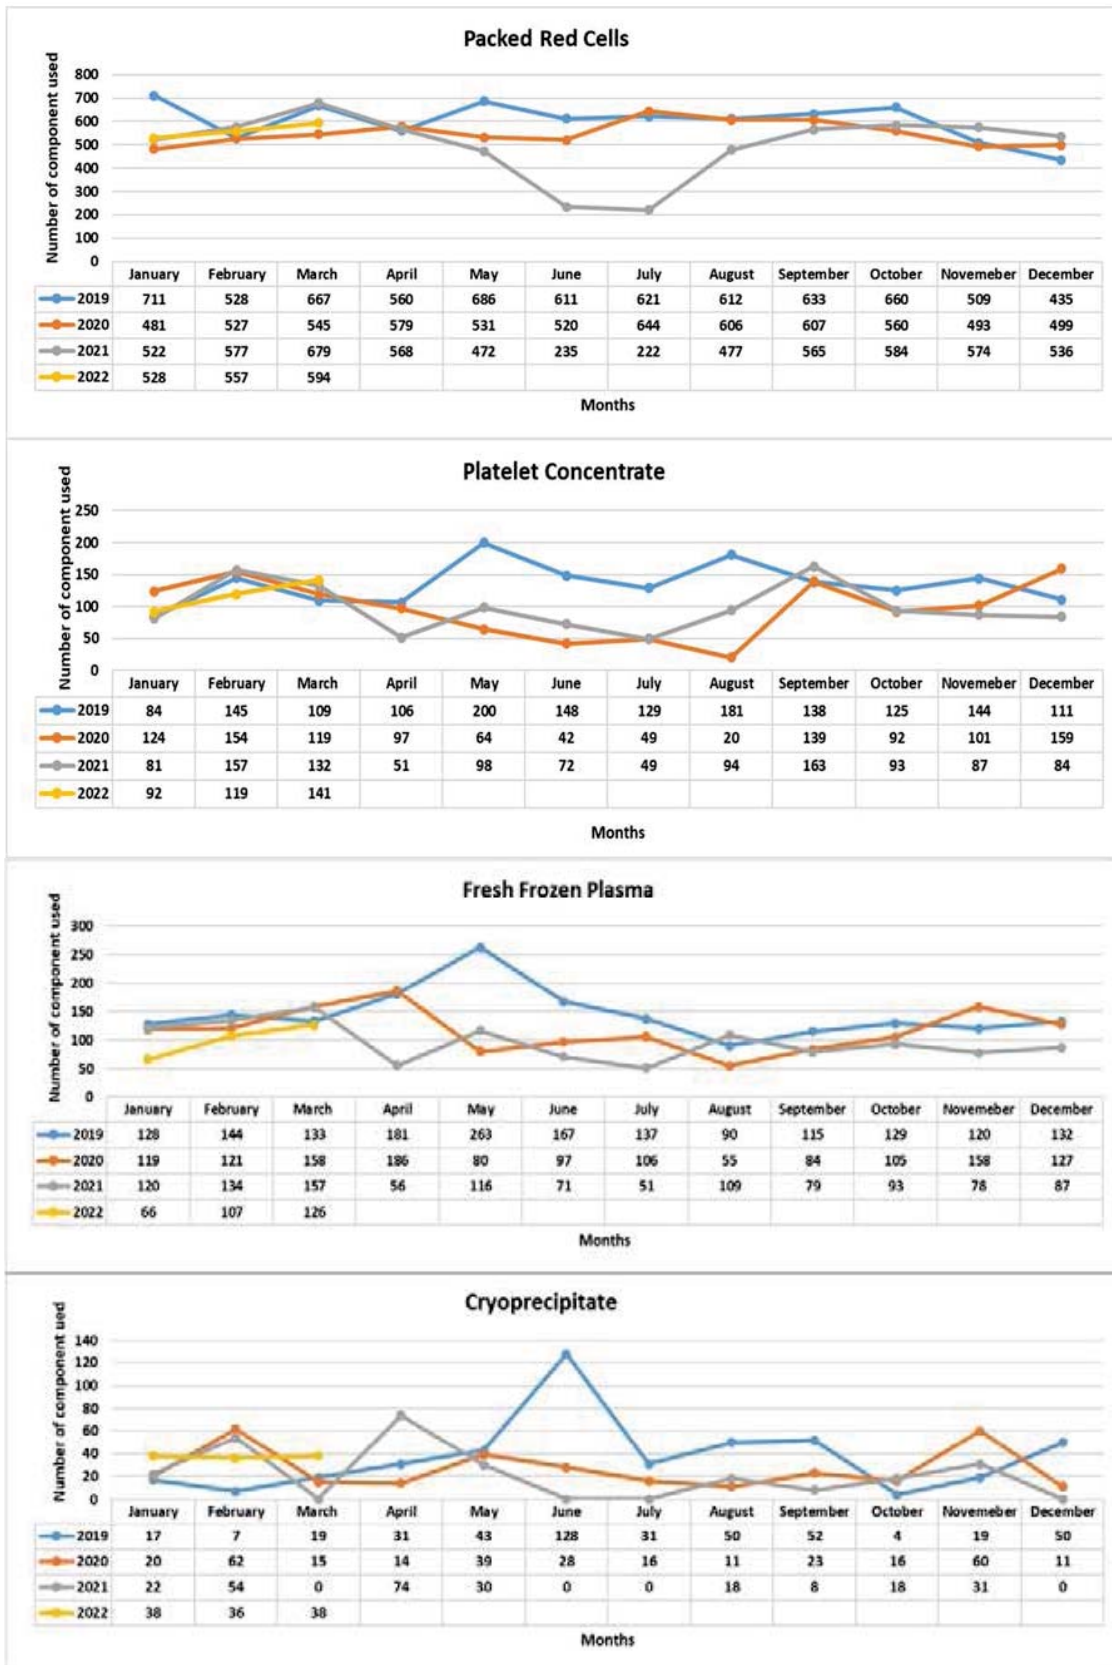 Packed Red Cells
Number of component used
800
700
600
500
400
300
200
100
0
January February March April May June July August September October Novemeber December
2019 711 528 667 560 686 611 621 612 633 660 509 435
2020 481 527 545 579 531 520 644 606 607 560 493 499
2021 522 577 679 568 472 235 222 477 565 584 574 536
2022 528 557 594
Months
Platelet Concentrate
Number of component used
250
200
150
100
50
0
January February March April May June July August September October Novemeber December
2019 84 145 109 106 200 148 129 181 138 125 144 111
2020 124 154 119 97 64 42 49 20 139 92 101 159
2021 81 157 132 51 98 72 49 94 163 93 87 84
2022 92 119 141
Months
Fresh Frozen Plasma
Number of component used
300
250
200
150
100
50
0
January February March April May June July August September October Novemeber December
2019 128 144 133 181 263 167 137 90 115 129 120 132
2020 119 121 158 186 80 97 106 55 84 105 158 127
2021 120 134 157 56 116 71 51 109 79 93 78 87
2022 66 107 126
Months
Cryoprecipitate
Number of component ued
140
120
100
80
60
40
20
0
January February March April May June July August September October Novemeber December
2019 17 7 19 31 43 128 31 50 52 4 19 50
2020 20 62 15 14 39 28 16 11 23 16 60 11
2021 22 54 0 74 30 0 0 18 8 18 31 0
2022 38 36 38
Months